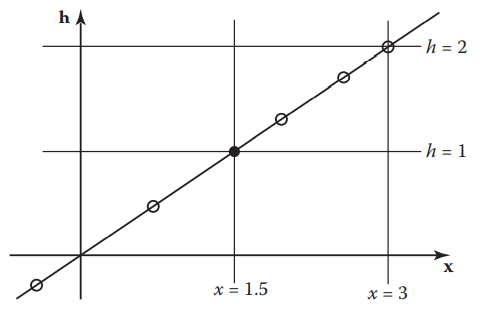 h
h = 2
h = 1
x
x = 1.5
x = 3